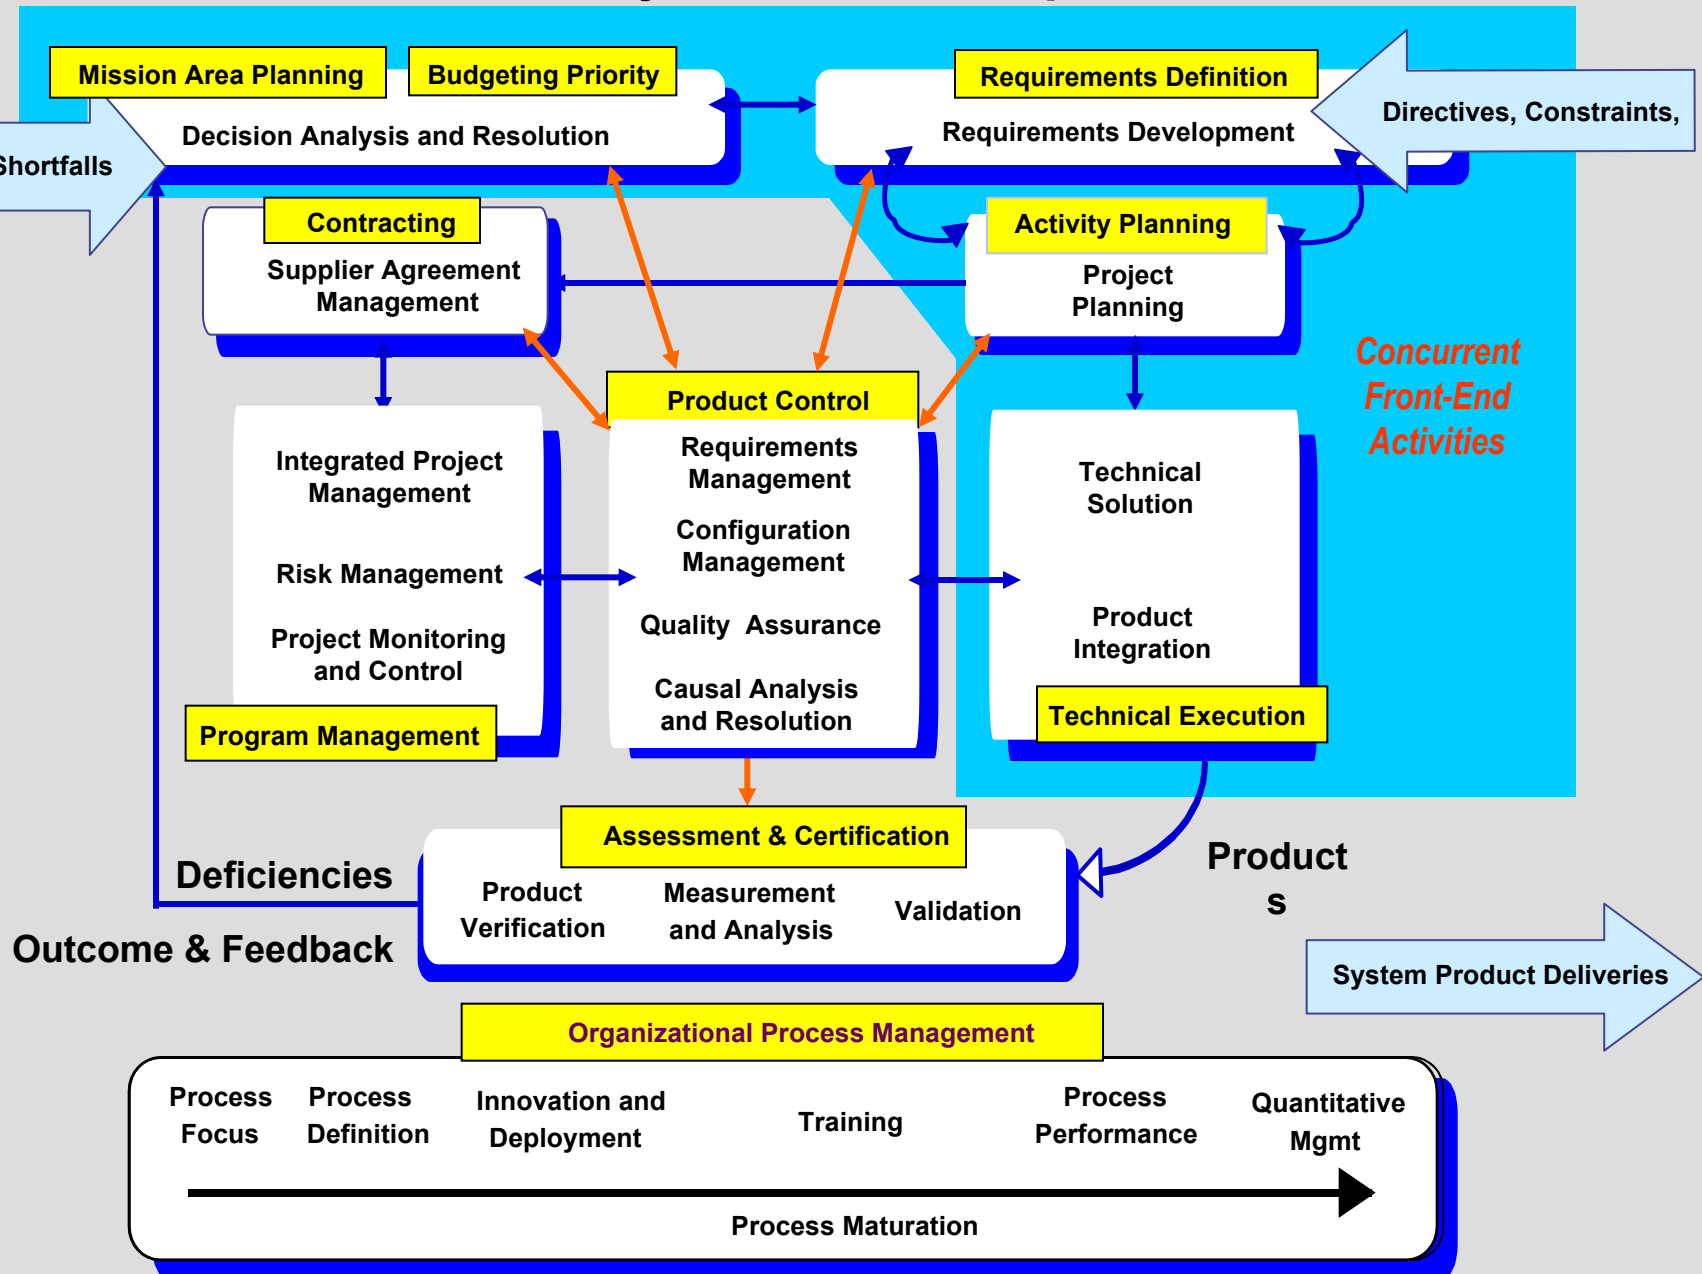 Mission Area Planning
Budgeting Priority
Decision Analysis and Resolution
Requirements Definition
Requirements Development
Directives, Constraints,
Shortfalls
Contracting
Supplier Agreement
Management
Activity Planning
Project
Planning
Concurrent
Front-End
Activities
Product Control
Requirements
Management
Configuration
Management
Quality Assurance
Causal Analysis
and Resolution
Integrated Project
Management
Risk Management
Project Monitoring
and Control
Program Management
Technical
Solution
Product
Integration
Technical Execution
Assessment & Certification
Product
Verification
Measurement
and Analysis
Validation
Deficiencies
Outcome & Feedback
Product
s
System Product Deliveries
Organizational Process Management
Process
Focus
Process
Definition
Innovation and
Deployment
Training
Process
Performance
Quantitative
Mgmt
Process Maturation